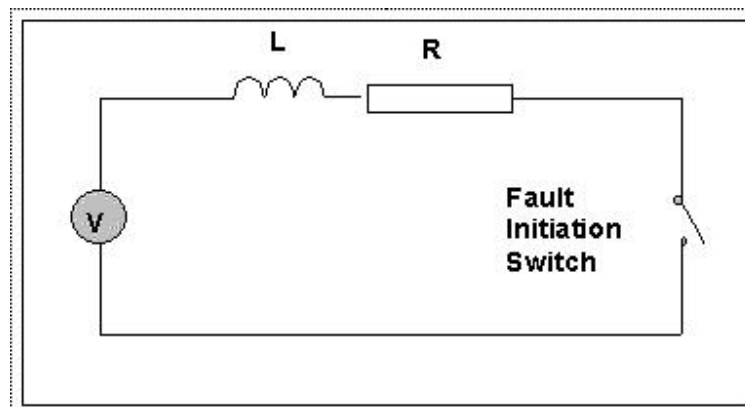 L
R
V
Fault
Initiation
Switch